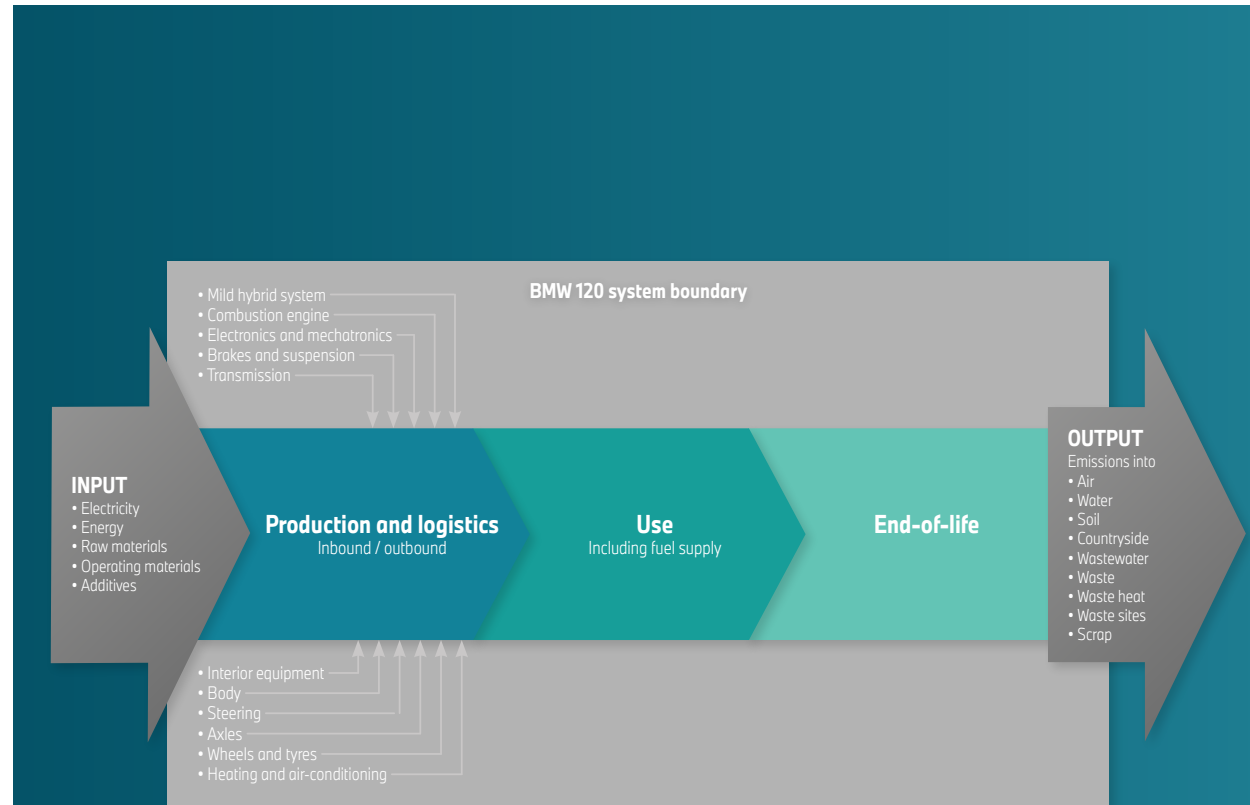 BMW 120 system boundary
• Mild hybrid system
• Combustion engine
• Electronics and mechatronics
• Brakes and suspension
• Transmission
INPUT
• Electricity
• Energy
• Raw materials
• Operating materials
• Additives
Production and logistics
Inbound / outbound
Use
Including fuel supply
End-of-life
OUTPUT
Emissions into
• Air
• Water
• Soil
• Countryside
• Wastewater
• Waste
• Waste heat
• Waste sites
• Scrap
• Interior equipment
• Body
• Steering
• Axles
• Wheels and tyres
• Heating and air-conditioning